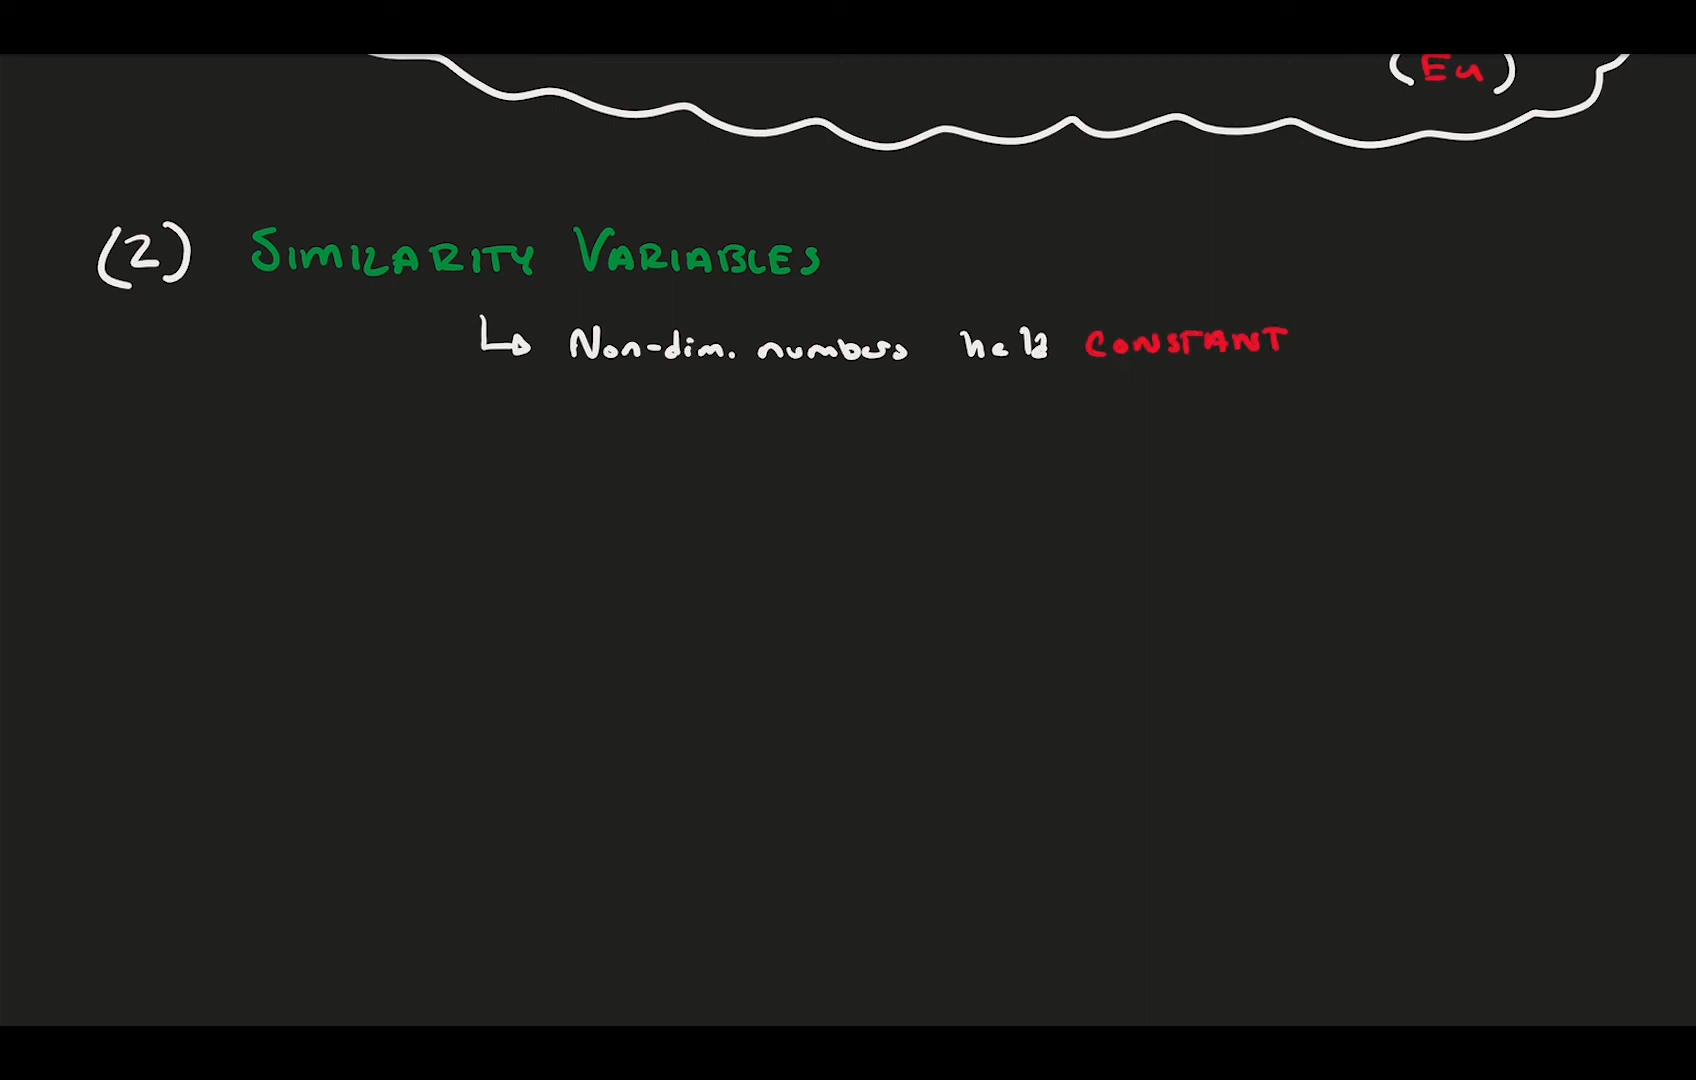 (Eu)
(2) SIMILARITY VARIABLES
↳ Non-dim. numbers held CONSTANT